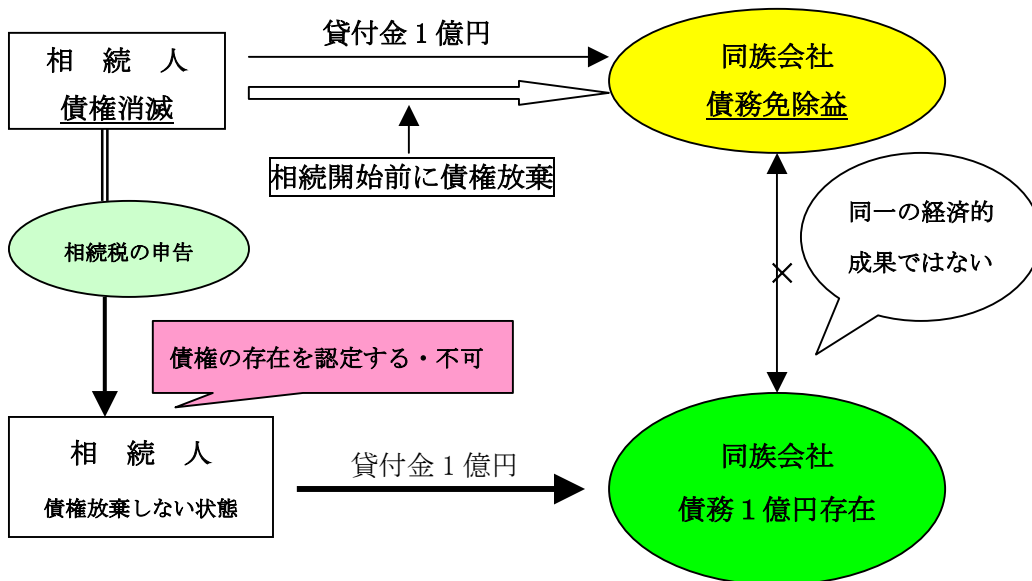 貸付金1億円
相 続 人
債権消滅
同族会社
債務免除益
相続開始前に債権放棄
同一の経済的
成果ではない
相続税の申告
×
債権の存在を認定する・不可
相 続 人
債権放棄しない状態
貸付金1億円
同族会社
債務1億円存在